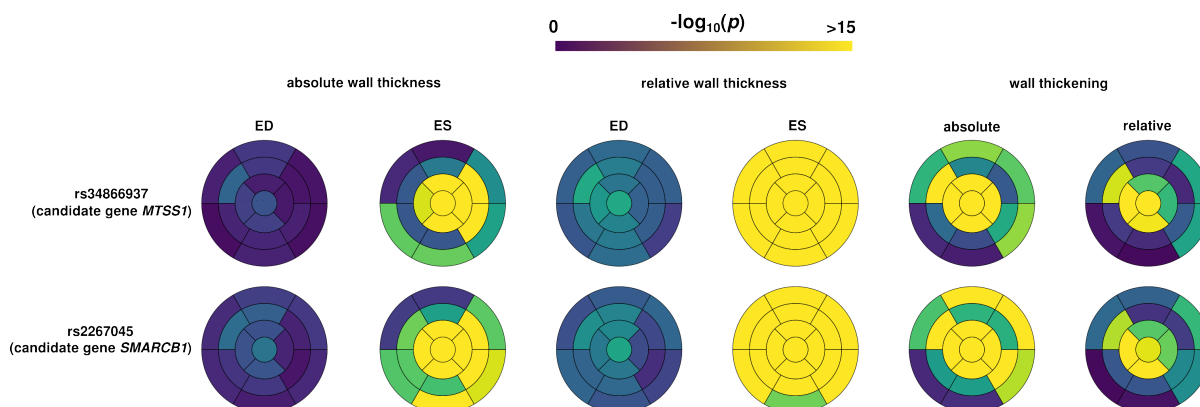 -log10(p)
0 >15
absolute wall thickness relative wall thickness wall thickening
ED ES ED ES absolute relative
rs34866937
(candidate gene MTSS1)
rs2267045
(candidate gene SMARCB1)